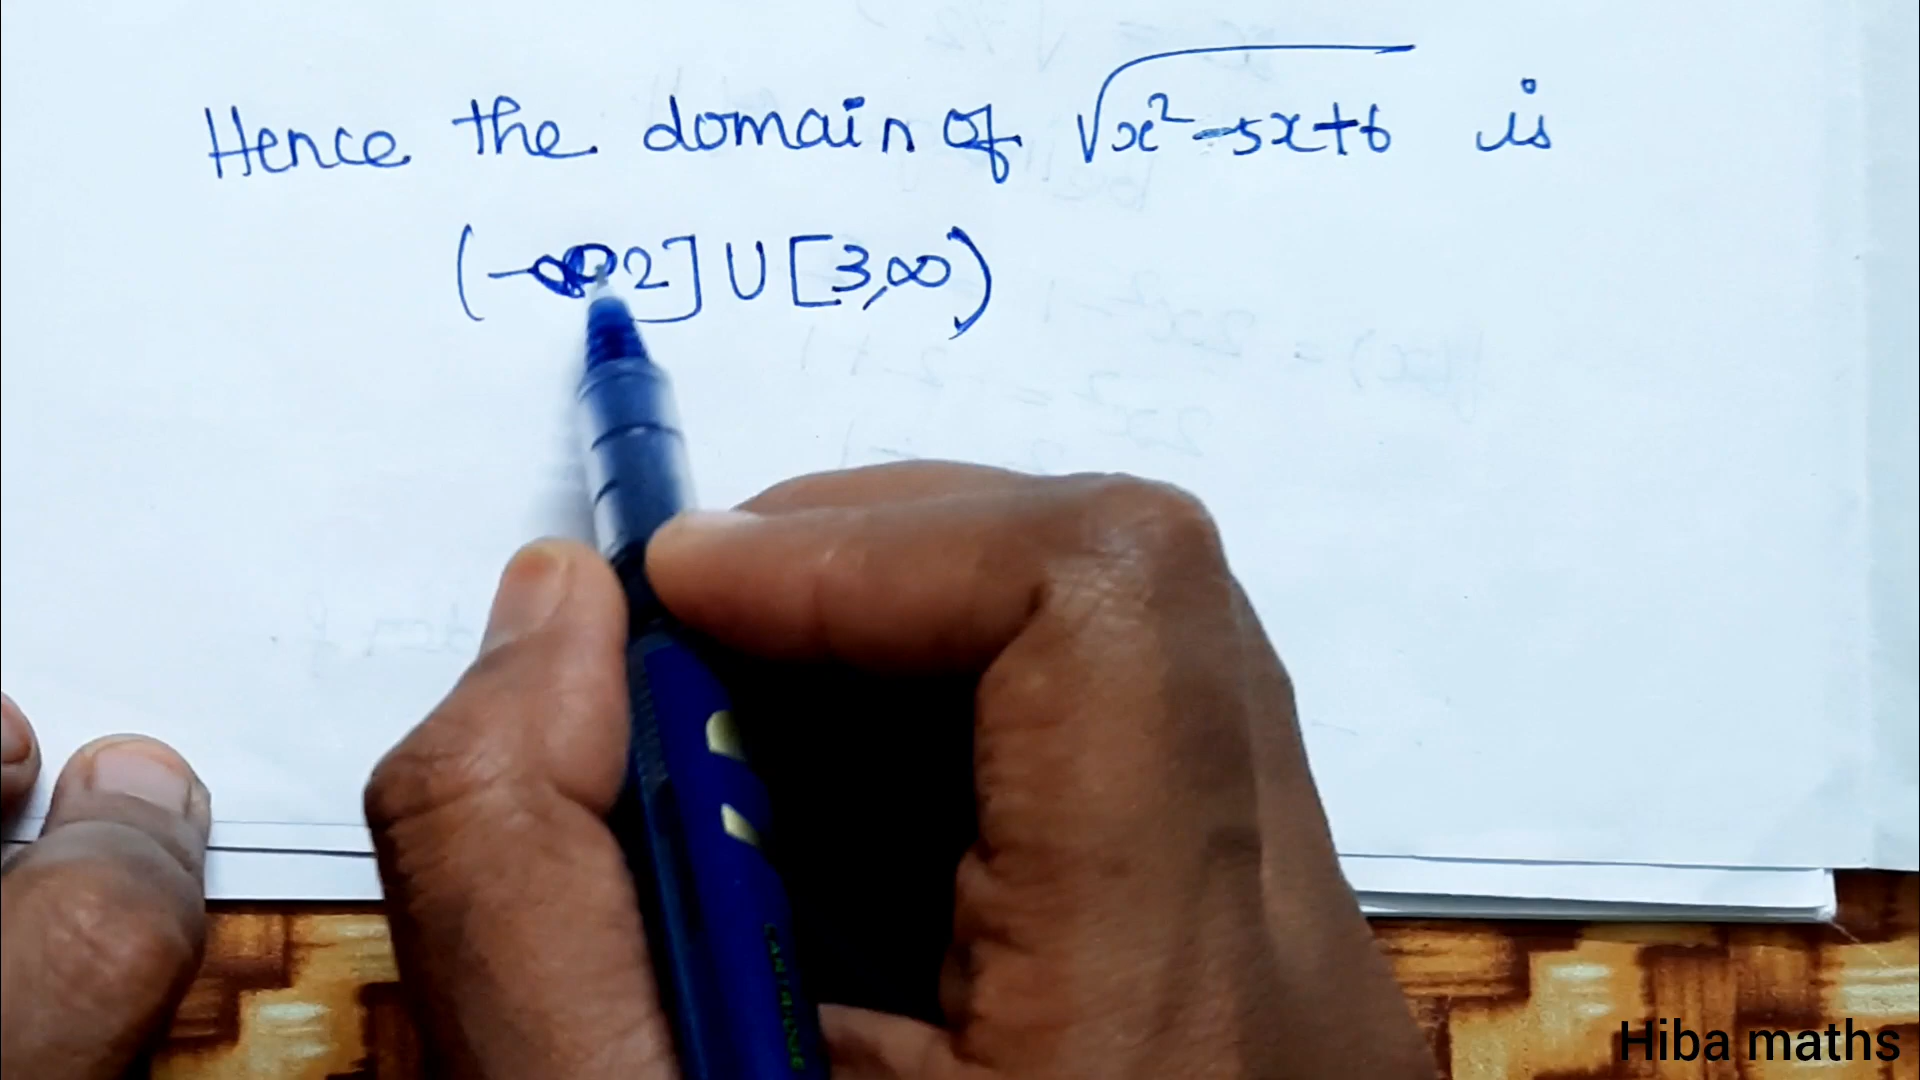 Hence the domain of √x²-5x+6 is
(-∞ 2] ∪ [3,∞)
Hiba maths